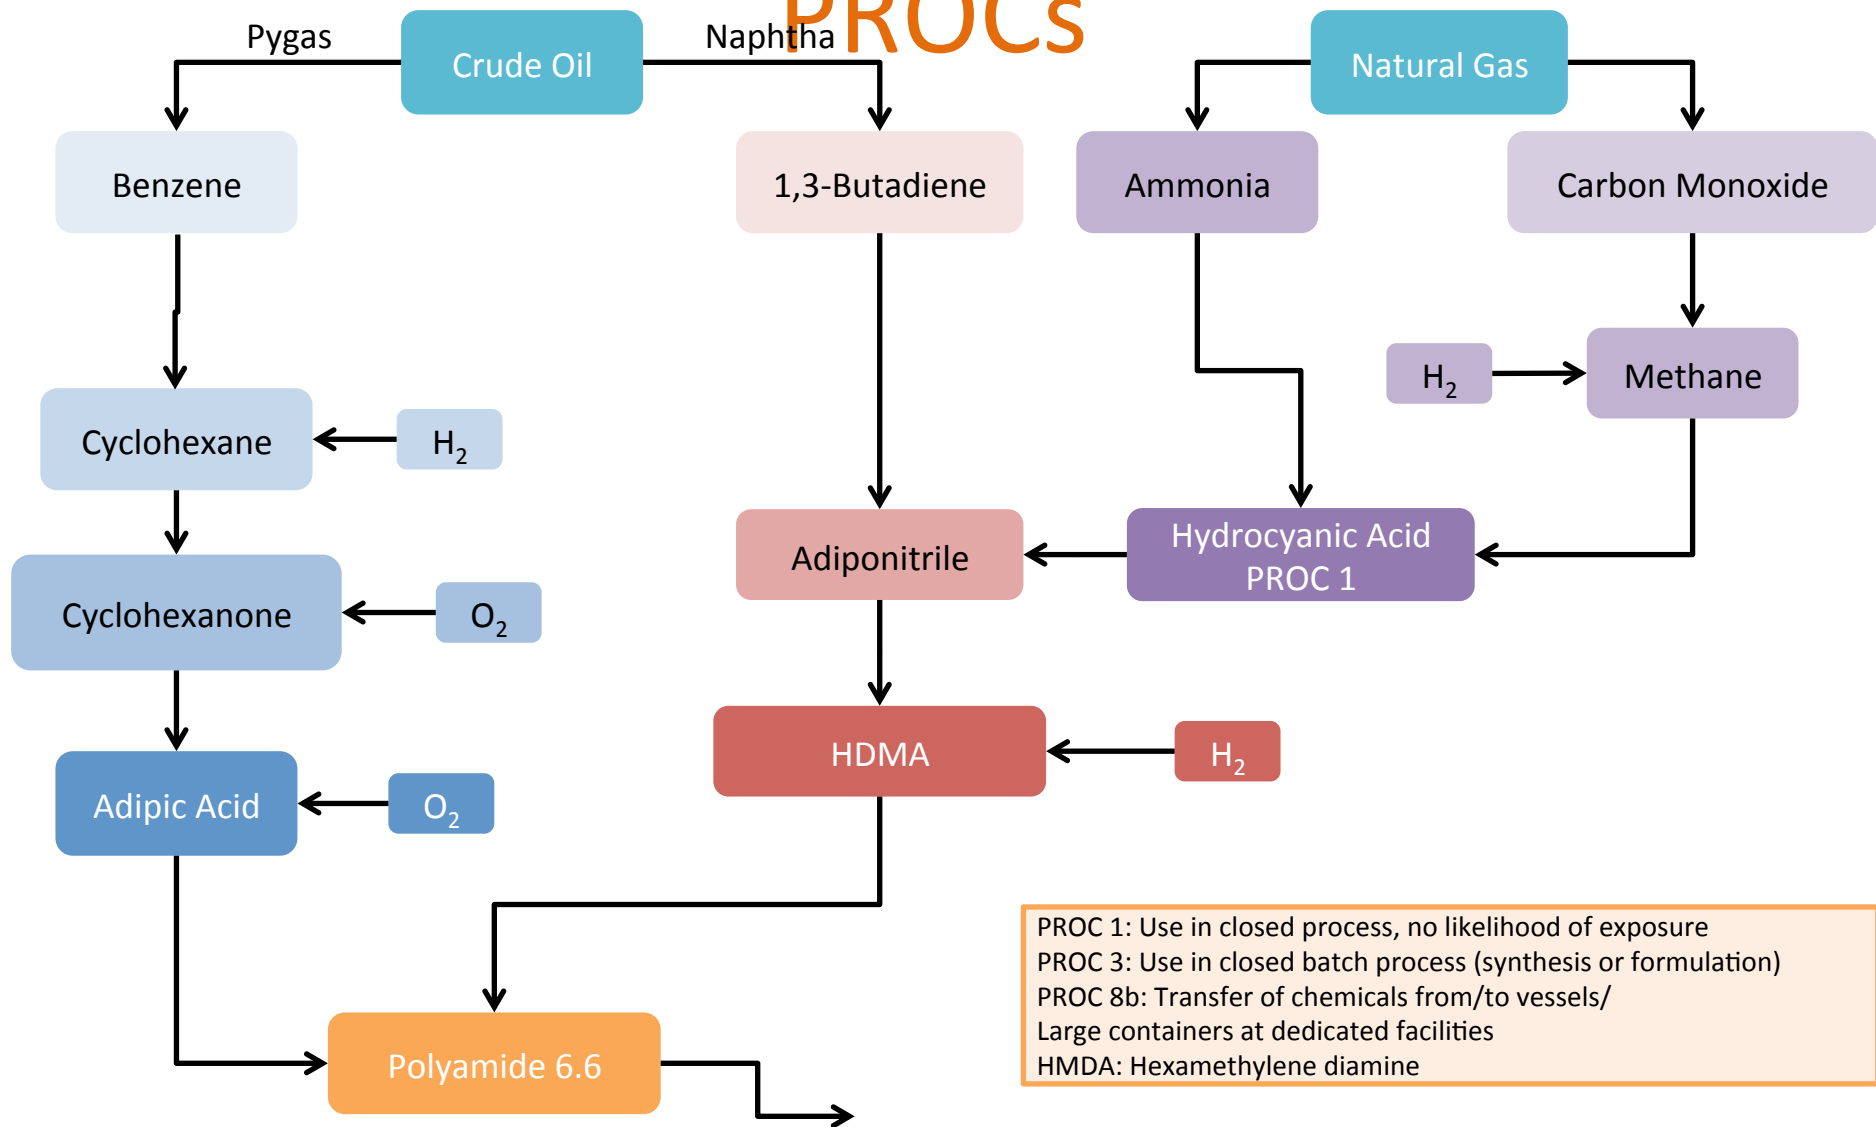 PROCs
Pygas
Crude Oil
Naphtha
Natural Gas
Benzene
1,3-Butadiene
Ammonia
Carbon Monoxide
H2
Methane
Cyclohexane
H2
Hydrocyanic Acid
PROC 1
Adiponitrile
Cyclohexanone
O2
HDMA
H2
Adipic Acid
O2
PROC 1: Use in closed process, no likelihood of exposure
PROC 3: Use in closed batch process (synthesis or formulation)
PROC 8b: Transfer of chemicals from/to vessels/
Large containers at dedicated facilities
HMDA: Hexamethylene diamine
Polyamide 6.6